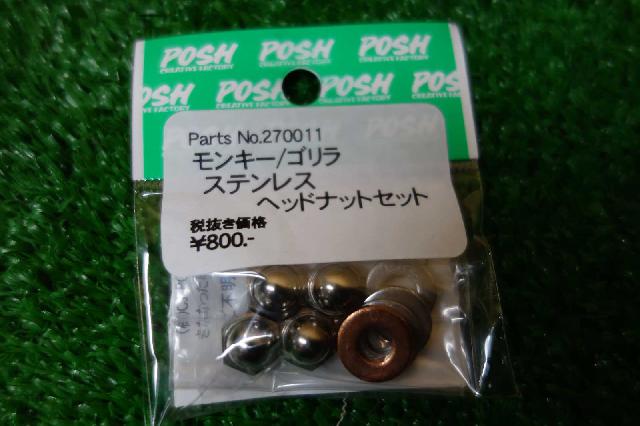 POSH POSH POSH
CREATIVE FACTORY CREATIVE FACTORY
POSH POSH POSH POS
CREATIVE FACTORY CREATIVE FACTORY CREATIVE FACTORY
Parts No.270011
モンキー/ゴリラ
ステンレス
ヘッドナットセット
税抜き価格
¥800.-